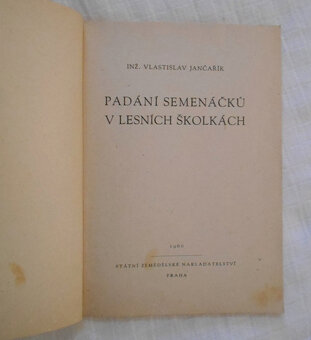 INŽ. VLASTISLAV JANČAŘÍK
PADÁNÍ SEMENÁČKŮ
V LESNÍCH ŠKOLKÁCH
1960
STÁTNÍ ZEMĚDĚLSKÉ NAKLADATELSTVÍ
PRAHA